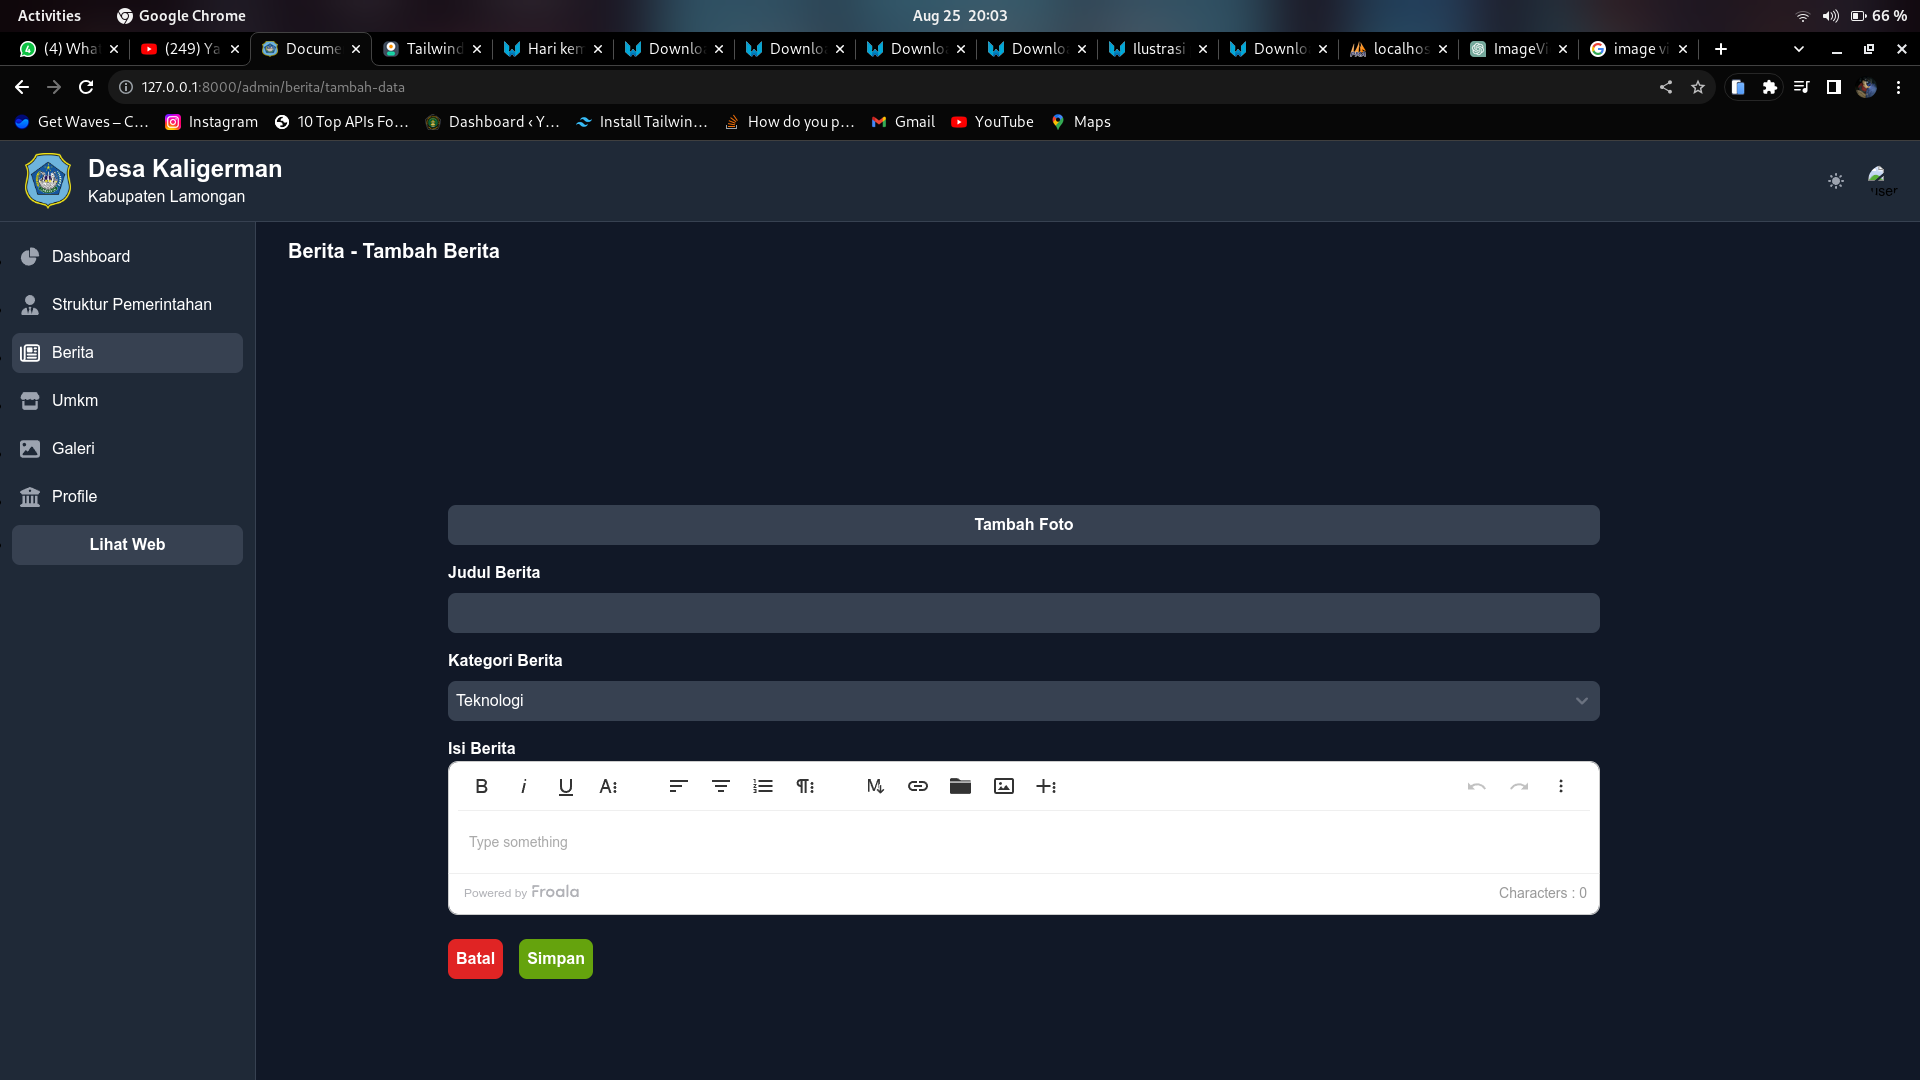 Activities
Google Chrome
Aug 25 20:03
66 %
(4) What
(249) Ya
Docume
Tailwind
Hari kem
Downlo
Downlo
Downlo
Downlo
Ilustrasi
Downlo
localhos
ImageVi
image vi
127.0.0.1:8000/admin/berita/tambah-data
Get Waves – C…
Instagram
10 Top APIs Fo…
Dashboard ‹ Y…
Install Tailwin…
How do you p…
Gmail
YouTube
Maps
Desa Kaligerman
Kabupaten Lamongan
user
Dashboard
Struktur Pemerintahan
Berita
Umkm
Galeri
Profile
Lihat Web
Berita - Tambah Berita
Tambah Foto
Judul Berita
Kategori Berita
Teknologi
Isi Berita
Type something
Powered by Froala
Characters : 0
Batal
Simpan